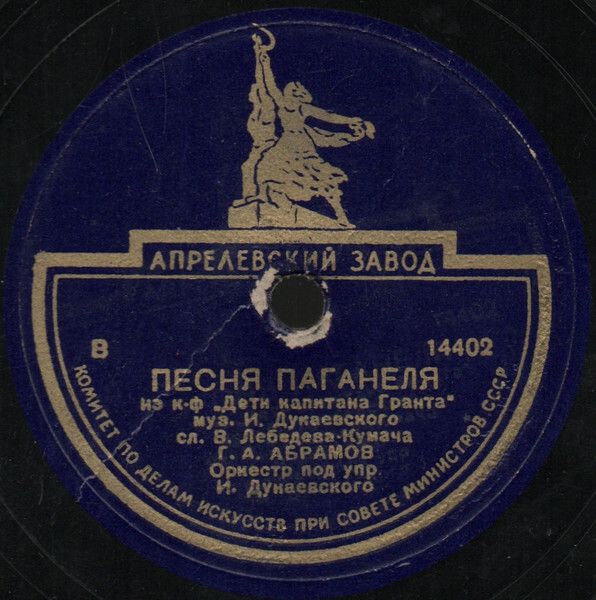 АПРЕЛЕВСКИЙ ЗАВОД
В 14402
ПЕСНЯ ПАГАНЕЛЯ
из к-ф „Дети капитана Гранта"
муз. И. Дунаевского
сл. В. Лебедева-Кумача
Г. А. АБРАМОВ
Оркестр под упр.
И. Дунаевского
КОМИТЕТ ПО ДЕЛАМ ИСКУССТВ ПРИ СОВЕТЕ МИНИСТРОВ СССР